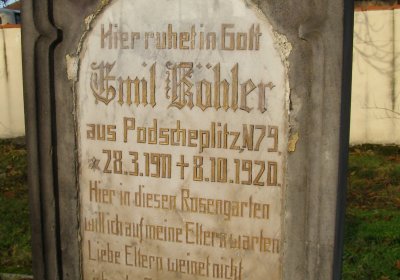 Hier ruhet in Gott
Emil Köhler
aus Podscheplitz, N79.
* 28.3.1911 + 8.10.1920.
Hier in diesen Rosengarten
will ich auf meine Eltern warten
Liebe Eltern weinet nicht